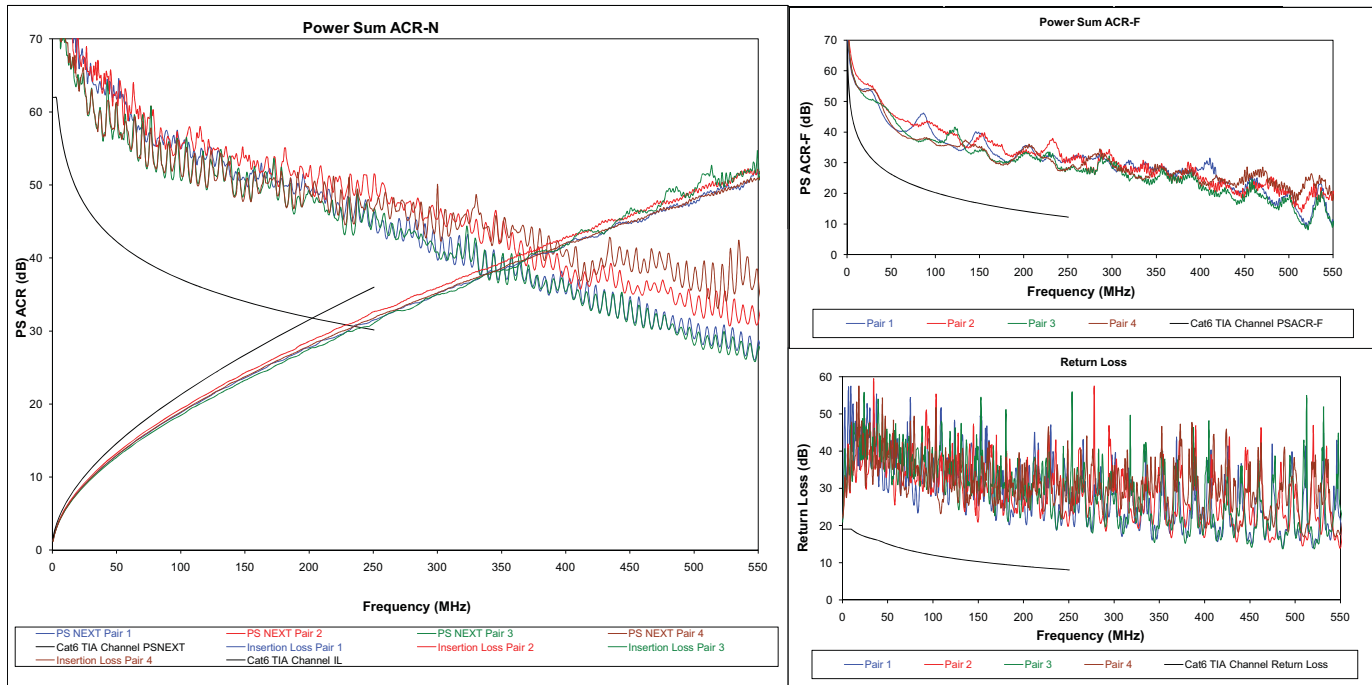 Power Sum ACR-N
70
60
50
40
30
20
10
0
PS ACR (dB)
0 50 100 150 200 250 300 350 400 450 500 550
Frequency (MHz)
PS NEXT Pair 1 PS NEXT Pair 2 PS NEXT Pair 3 PS NEXT Pair 4
Cat6 TIA Channel PSNEXT Insertion Loss Pair 1 Insertion Loss Pair 2 Insertion Loss Pair 3
Insertion Loss Pair 4 Cat6 TIA Channel IL
Power Sum ACR-F
70
60
50
40
30
20
10
0
PS ACR-F (dB)
0 50 100 150 200 250 300 350 400 450 500 550
Frequency (MHz)
Pair 1 Pair 2 Pair 3 Pair 4 Cat6 TIA Channel PSACR-F
Return Loss
60
50
40
30
20
10
0
Return Loss (dB)
0 50 100 150 200 250 300 350 400 450 500 550
Frequency (MHz)
Pair 1 Pair 2 Pair 3 Pair 4 Cat6 TIA Channel Return Loss